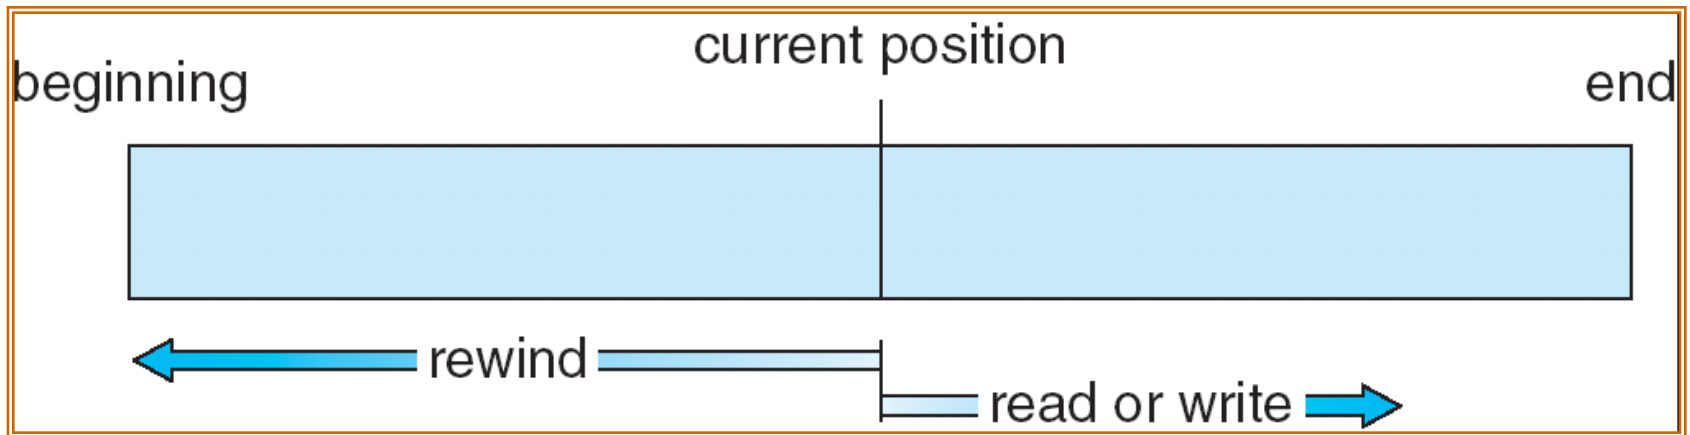 current position
beginning
end
rewind
read or write